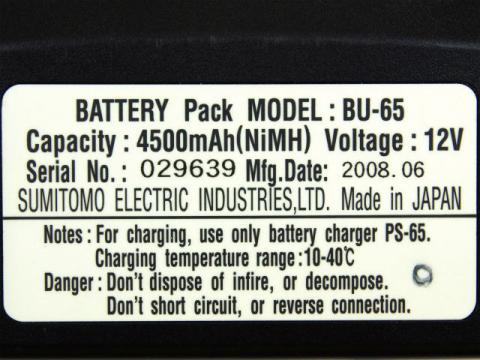 BATTERY Pack MODEL : BU-65
Capacity : 4500mAh(NiMH) Voltage : 12V
Serial No. : 029639 Mfg.Date: 2008.06
SUMITOMO ELECTRIC INDUSTRIES,LTD. Made in JAPAN
Notes : For charging, use only battery charger PS-65.
Charging temperature range :10-40℃
Danger : Don't dispose of infire, or decompose.
Don't short circuit, or reverse connection.